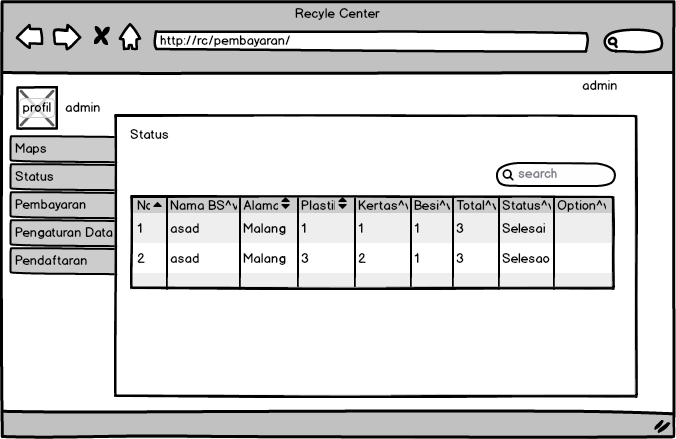 Recyle Center
http://rc/pembayaran/
admin
profil admin
Status
Maps
Status
Pembayaran
Pengaturan Data
Pendaftaran
search
Nc Nama BS^v Alamc Plasti Kertas^v Besi^v Total^v Status^v Option^v
1 asad Malang 1 1 1 3 Selesai
2 asad Malang 3 2 1 3 Selesao